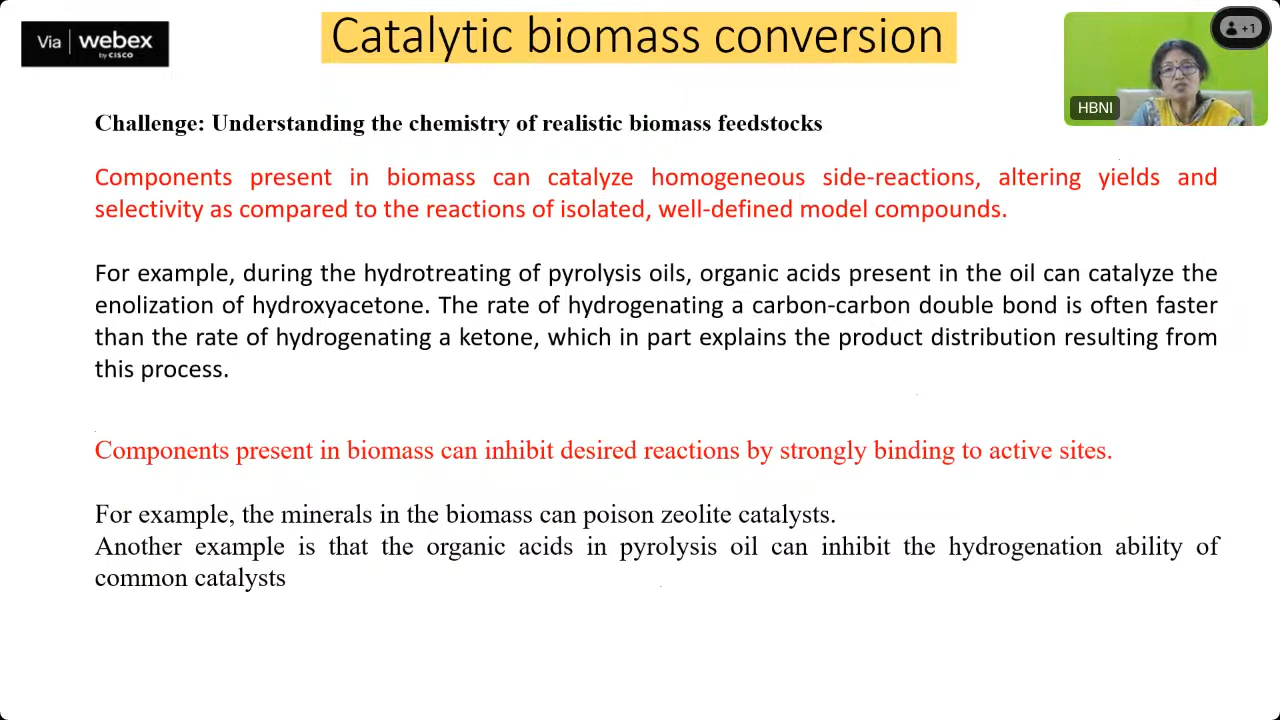 Via webex
by CISCO
Catalytic biomass conversion
+1
HBNI
Challenge: Understanding the chemistry of realistic biomass feedstocks
Components present in biomass can catalyze homogeneous side-reactions, altering yields and
selectivity as compared to the reactions of isolated, well-defined model compounds.
For example, during the hydrotreating of pyrolysis oils, organic acids present in the oil can catalyze the
enolization of hydroxyacetone. The rate of hydrogenating a carbon-carbon double bond is often faster
than the rate of hydrogenating a ketone, which in part explains the product distribution resulting from
this process.
Components present in biomass can inhibit desired reactions by strongly binding to active sites.
For example, the minerals in the biomass can poison zeolite catalysts.
Another example is that the organic acids in pyrolysis oil can inhibit the hydrogenation ability of
common catalysts